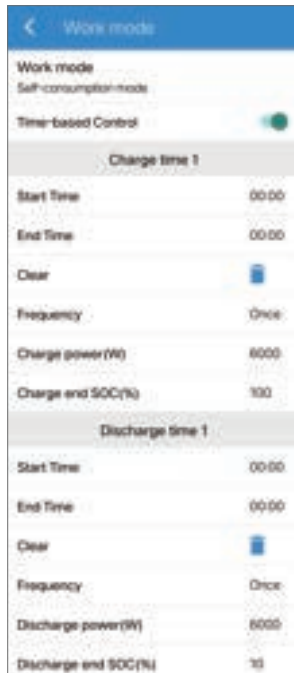 Work mode
Work mode
Self-consumption mode
Time-based Control
Charge time 1
Start Time 00:00
End Time 00:00
Clear
Frequency Once
Charge power(W) 6000
Charge end SOC(%) 100
Discharge time 1
Start Time 00:00
End Time 00:00
Clear
Frequency Once
Discharge power(W) 6000
Discharge end SOC(%) 10